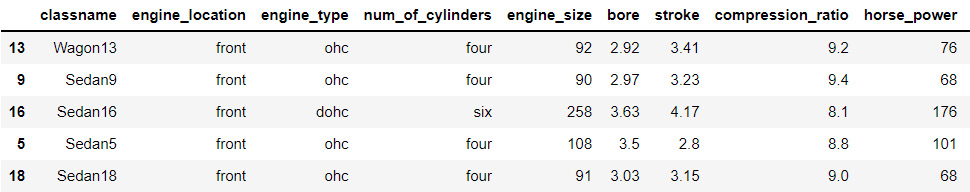 classname engine_location engine_type num_of_cylinders engine_size bore stroke compression_ratio horse_power
13 Wagon13 front ohc four 92 2.92 3.41 9.2 76
9 Sedan9 front ohc four 90 2.97 3.23 9.4 68
16 Sedan16 front dohc six 258 3.63 4.17 8.1 176
5 Sedan5 front ohc four 108 3.5 2.8 8.8 101
18 Sedan18 front ohc four 91 3.03 3.15 9.0 68